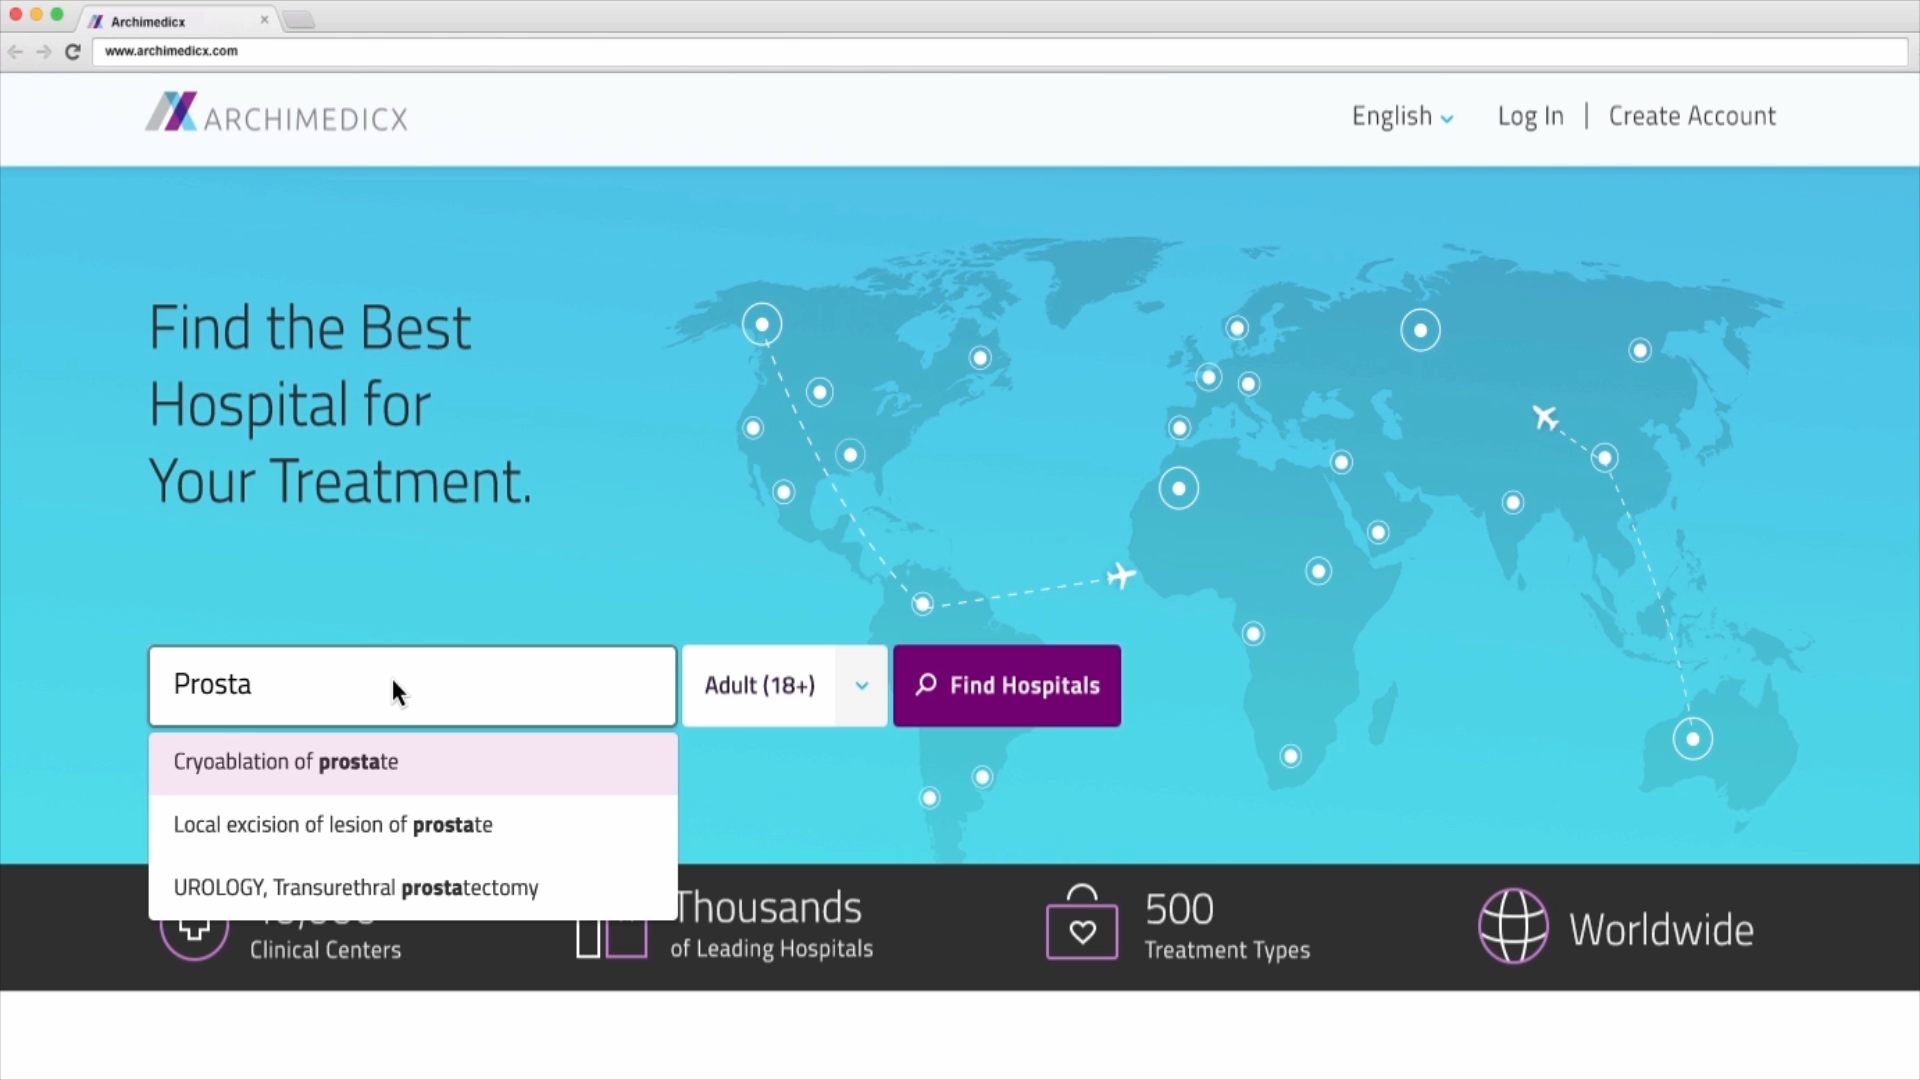 Archimedicx
www.archimedicx.com
ARCHIMEDICX
English
Log In | Create Account
Find the Best
Hospital for
Your Treatment.
Prosta
Adult (18+)
Find Hospitals
Cryoablation of prostate
Local excision of lesion of prostate
UROLOGY, Transurethral prostatectomy
Clinical Centers
Thousands
of Leading Hospitals
500
Treatment Types
Worldwide